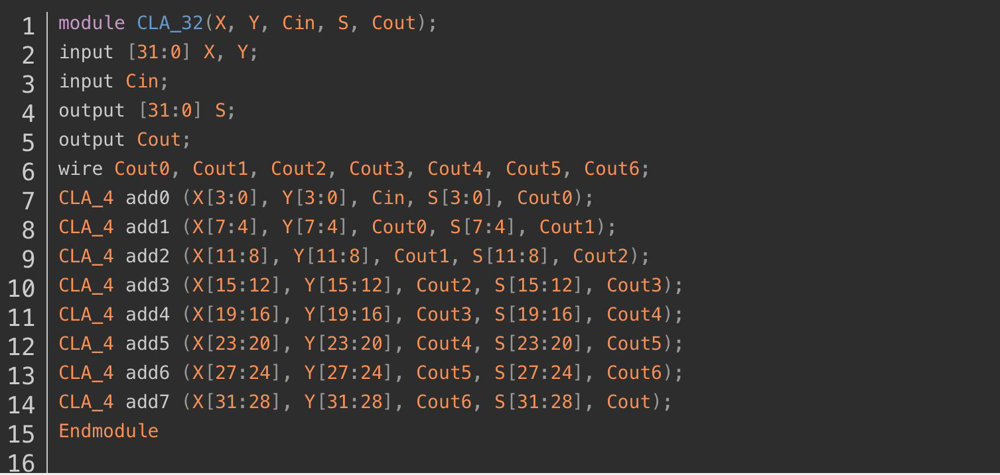 1 module CLA_32(X, Y, Cin, S, Cout);
2 input [31:0] X, Y;
3 input Cin;
4 output [31:0] S;
5 output Cout;
6 wire Cout0, Cout1, Cout2, Cout3, Cout4, Cout5, Cout6;
7 CLA_4 add0 (X[3:0], Y[3:0], Cin, S[3:0], Cout0);
8 CLA_4 add1 (X[7:4], Y[7:4], Cout0, S[7:4], Cout1);
9 CLA_4 add2 (X[11:8], Y[11:8], Cout1, S[11:8], Cout2);
10 CLA_4 add3 (X[15:12], Y[15:12], Cout2, S[15:12], Cout3);
11 CLA_4 add4 (X[19:16], Y[19:16], Cout3, S[19:16], Cout4);
12 CLA_4 add5 (X[23:20], Y[23:20], Cout4, S[23:20], Cout5);
13 CLA_4 add6 (X[27:24], Y[27:24], Cout5, S[27:24], Cout6);
14 CLA_4 add7 (X[31:28], Y[31:28], Cout6, S[31:28], Cout);
15 Endmodule
16